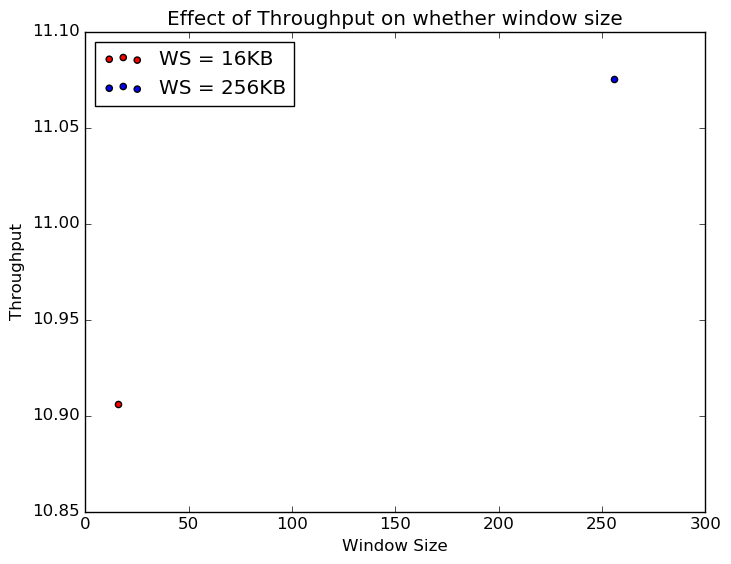 Effect of Throughput on whether window size
11.10
WS = 16KB
WS = 256KB
11.05
11.00
Throughput
10.95
10.90
10.85
0 50 100 150 200 250 300
Window Size